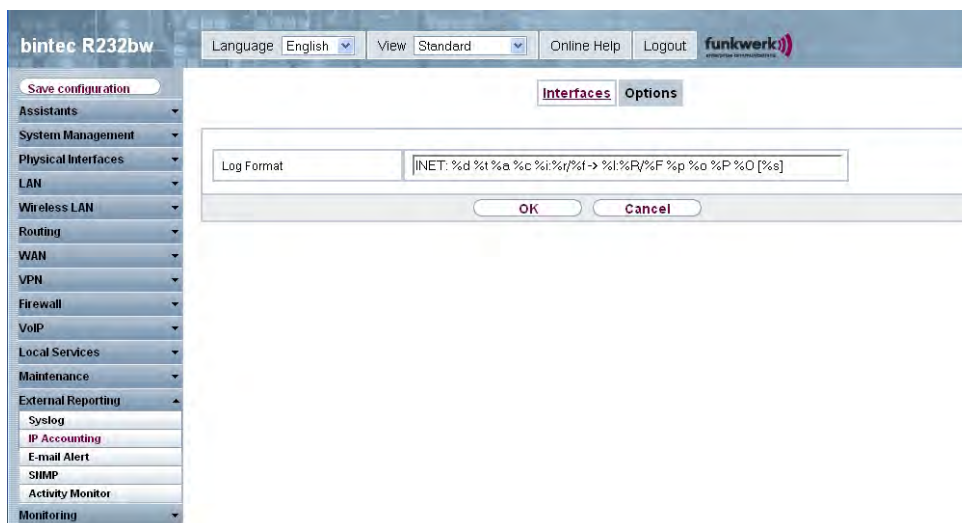 bintec R232bw
Language English View Standard Online Help Logout funkwerk
Save configuration
Assistants
System Management
Physical Interfaces
LAN
Wireless LAN
Routing
WAN
VPN
Firewall
VoIP
Local Services
Maintenance
External Reporting
Syslog
IP Accounting
E-mail Alert
SNMP
Activity Monitor
Monitoring
Interfaces Options
Log Format INET: %d %t %a %c %i:%r/%f -> %I:%R/%F %p %o %P %O [%s]
OK Cancel